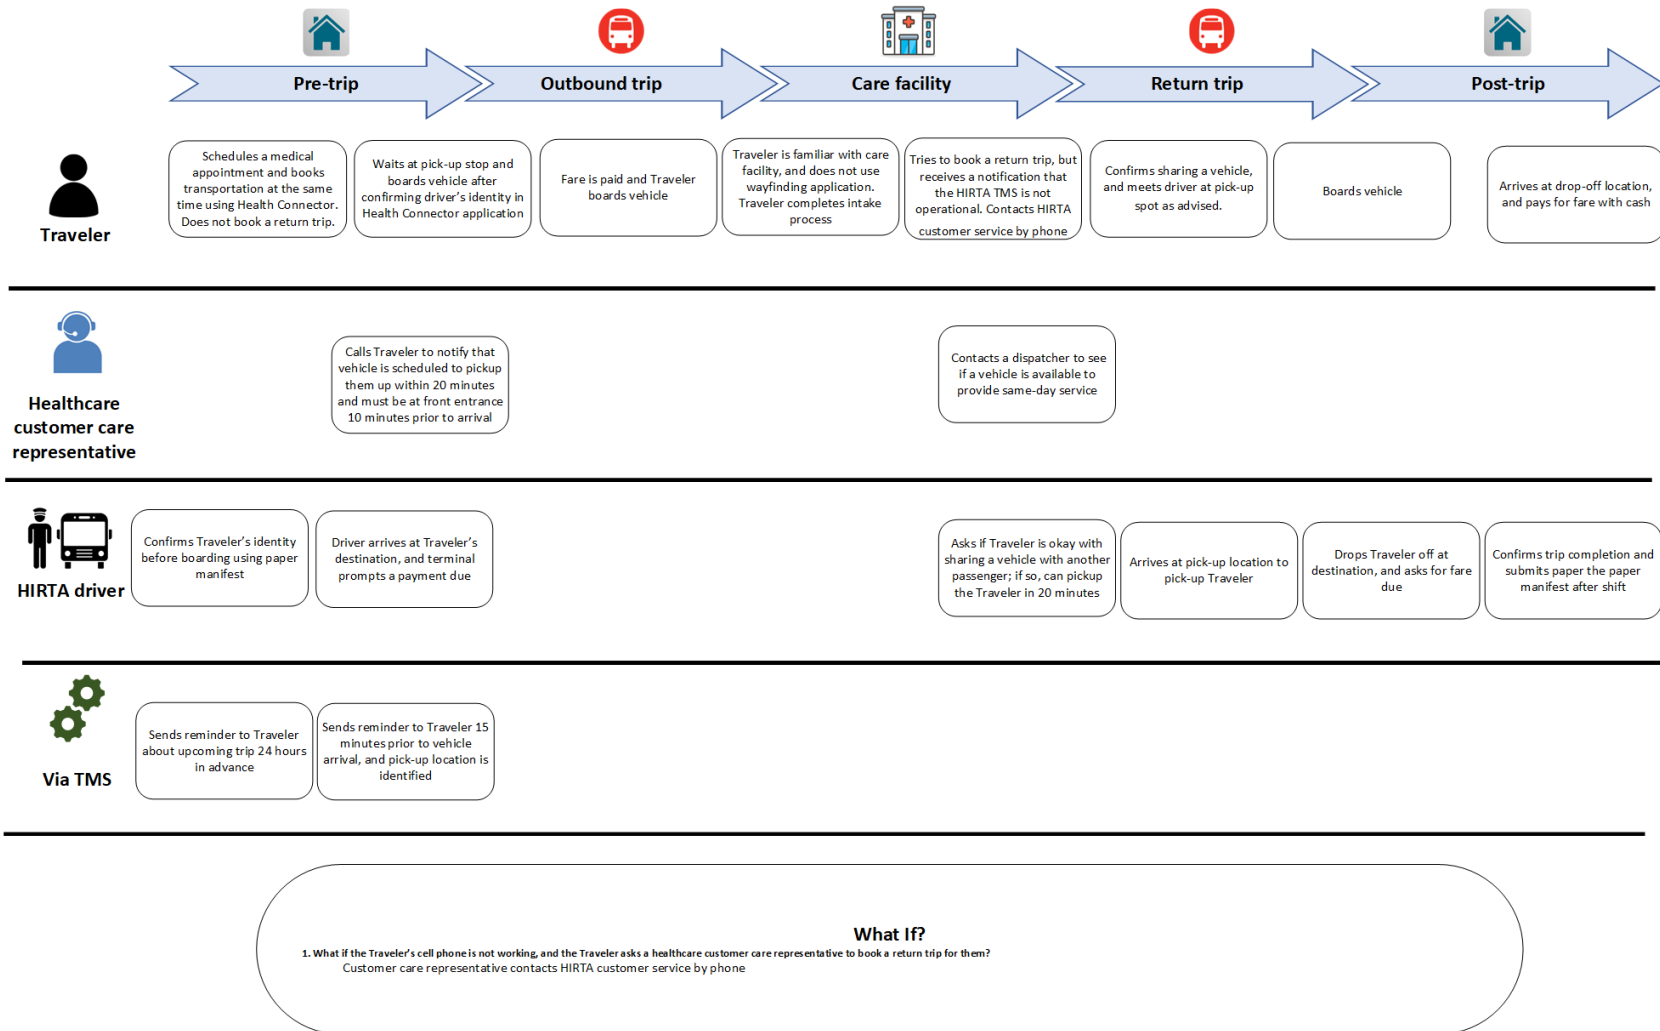 Pre-trip
Outbound trip
Care facility
Return trip
Post-trip
Traveler
Schedules a medical
appointment and books
transportation at the same
time using Health Connector.
Does not book a return trip.
Waits at pick-up stop and
boards vehicle after
confirming driver's identity in
Health Connector application
Fare is paid and Traveler
boards vehicle
Traveler is familiar with care
facility, and does not use
wayfinding application.
Traveler completes intake
process
Tries to book a return trip, but
receives a notification that
the HIRTA TMS is not
operational. Contacts HIRTA
customer service by phone
Confirms sharing a vehicle,
and meets driver at pick-up
spot as advised.
Boards vehicle
Arrives at drop-off location,
and pays for fare with cash
Healthcare
customer care
representative
Calls Traveler to notify that
vehicle is scheduled to pickup
them up within 20 minutes
and must be at front entrance
10 minutes prior to arrival
Contacts a dispatcher to see
if a vehicle is available to
provide same-day service
HIRTA driver
Confirms Traveler's identity
before boarding using paper
manifest
Driver arrives at Traveler's
destination, and terminal
prompts a payment due
Asks if Traveler is okay with
sharing a vehicle with another
passenger; if so, can pickup
the Traveler in 20 minutes
Arrives at pick-up location to
pick-up Traveler
Drops Traveler off at
destination, and asks for fare
due
Confirms trip completion and
submits paper the paper
manifest after shift
Via TMS
Sends reminder to Traveler
about upcoming trip 24 hours
in advance
Sends reminder to Traveler 15
minutes prior to vehicle
arrival, and pick-up location is
identified
What If?
1. What if the Traveler's cell phone is not working, and the Traveler asks a healthcare customer care representative to book a return trip for them?
Customer care representative contacts HIRTA customer service by phone